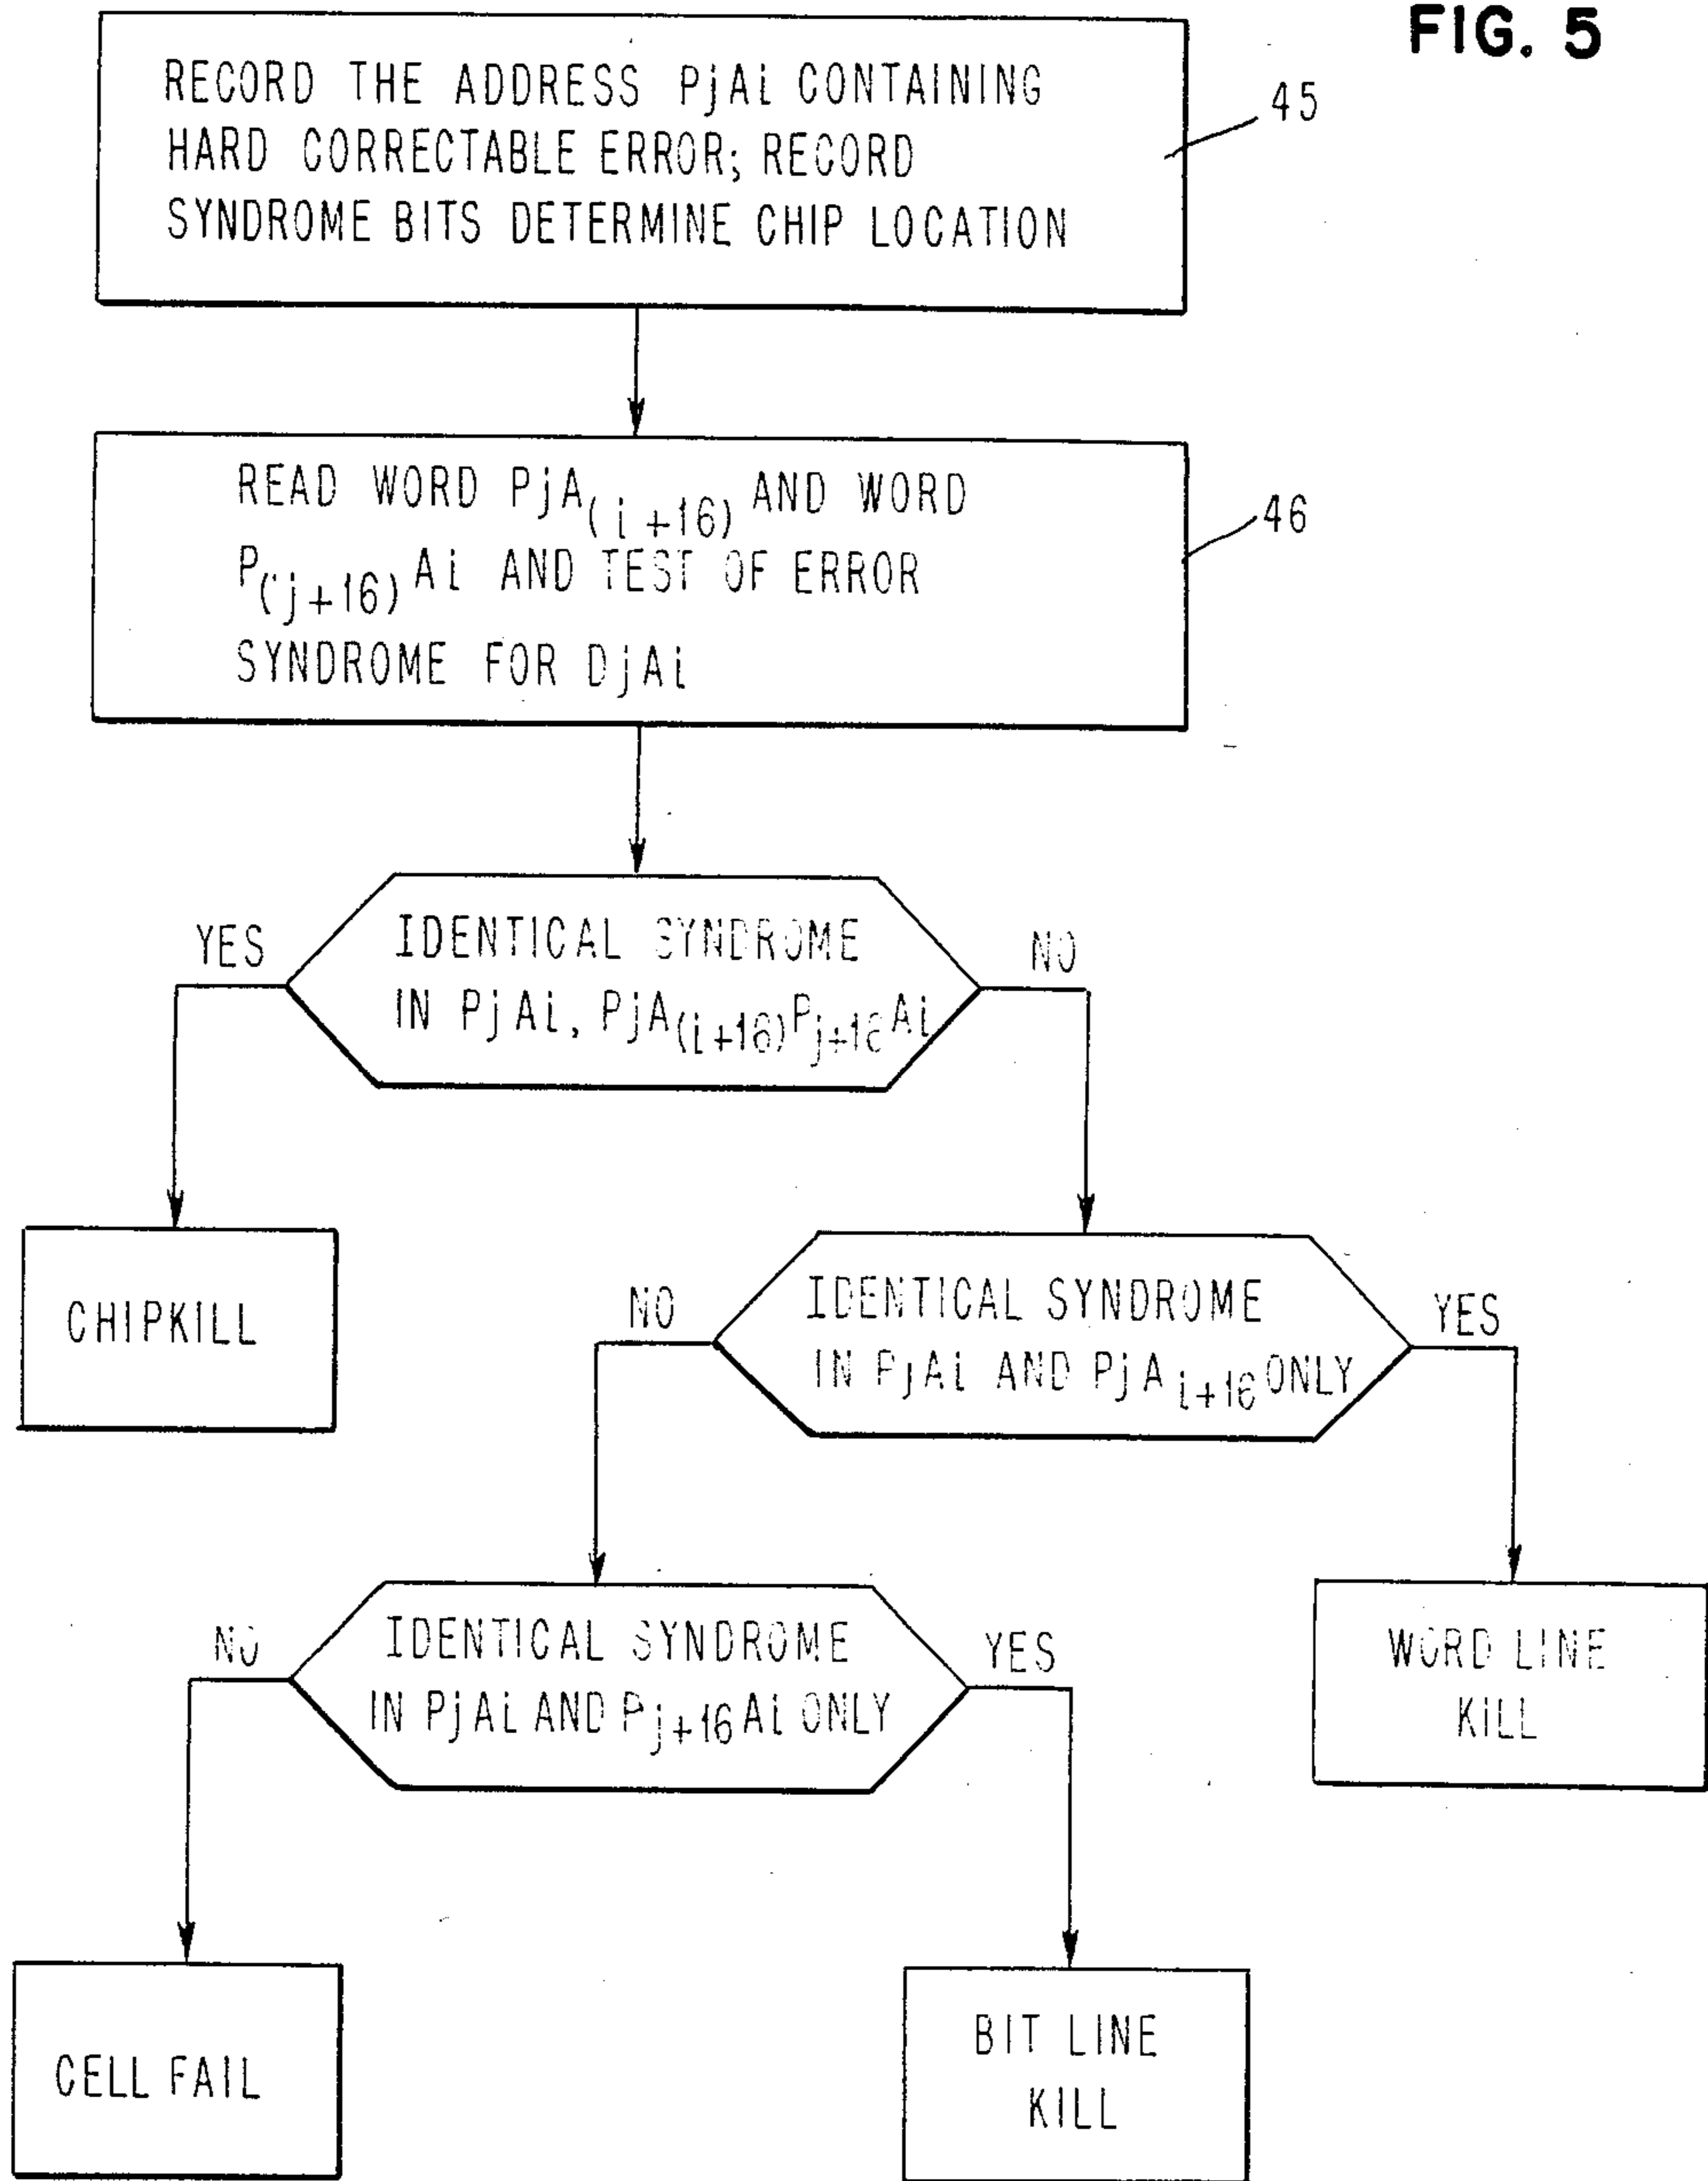 FIG. 5
RECORD THE ADDRESS PjAi CONTAINING
HARD CORRECTABLE ERROR; RECORD
SYNDROME BITS DETERMINE CHIP LOCATION
45
READ WORD PjA(i+16) AND WORD
P(j+16)Ai AND TEST OF ERROR
SYNDROME FOR DjAi
46
YES
IDENTICAL SYNDROME
IN PjAi, PjA(i+16)Pj+16Ai
NO
CHIPKILL
NO
IDENTICAL SYNDROME
IN PjAi AND PjAi+16 ONLY
YES
NO
IDENTICAL SYNDROME
IN PjAi AND Pj+16Ai ONLY
YES
WORD LINE
KILL
CELL FAIL
BIT LINE
KILL